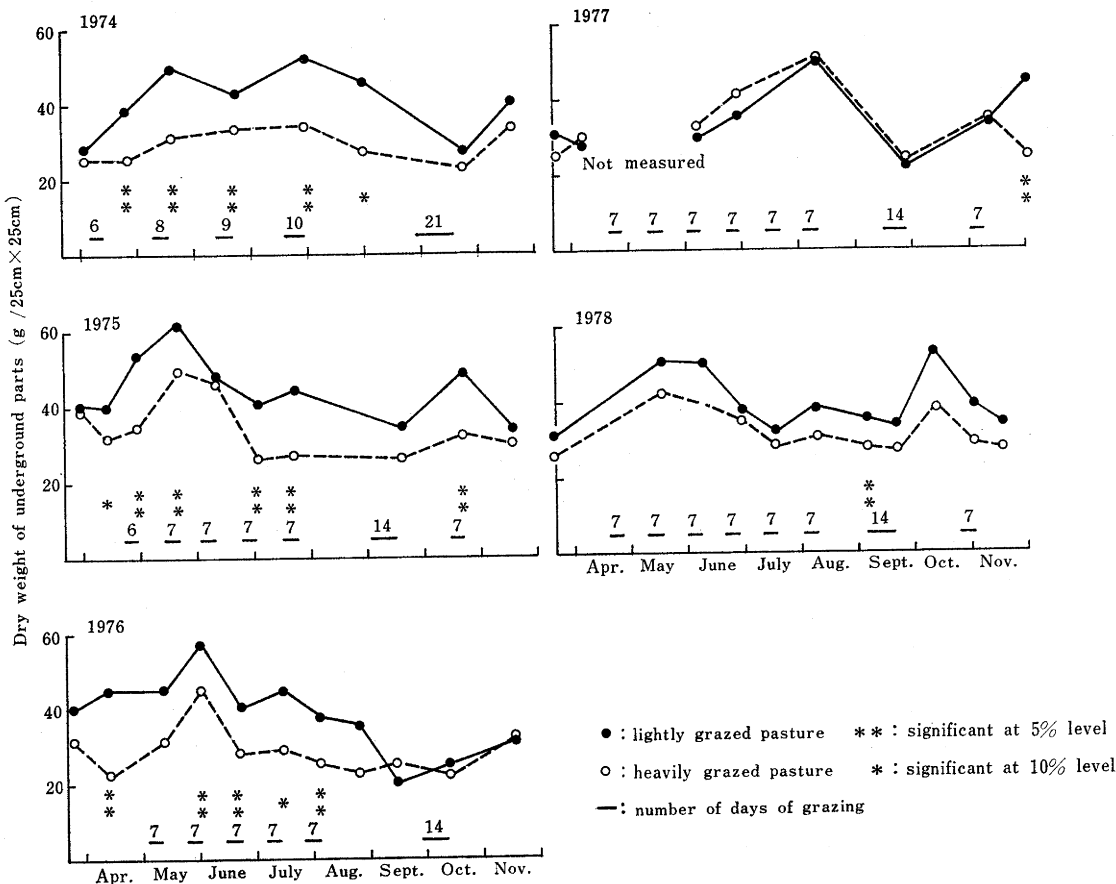 Dry weight of underground parts (g /25cm×25cm)
1974
60
40
20
** ** ** ** *
6 8 9 10 21
1977
Not measured
**
7 7 7 7 7 7 14 7
1975
60
40
20
* ** ** ** ** **
6 7 7 7 7 14 7
1978
**
7 7 7 7 7 7 14 7
Apr. May June July Aug. Sept. Oct. Nov.
1976
60
40
20
** ** ** * **
7 7 7 7 7 14
Apr. May June July Aug. Sept. Oct. Nov.
● : lightly grazed pasture ** : significant at 5% level
○ : heavily grazed pasture * : significant at 10% level
— : number of days of grazing